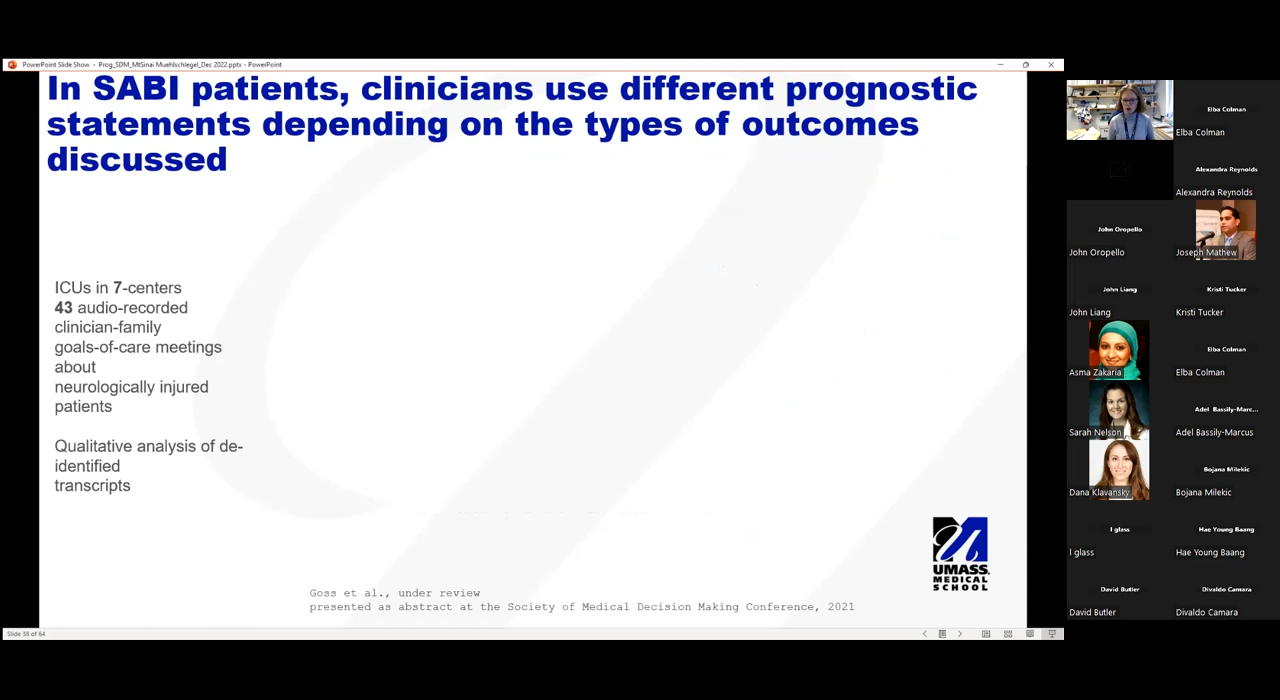 PowerPoint Slide Show - Prog_SDM_MtSinai Muehlschlegel_Dec 2022.pptx - PowerPoint
In SABI patients, clinicians use different prognostic
statements depending on the types of outcomes
discussed
ICUs in 7-centers
43 audio-recorded
clinician-family
goals-of-care meetings
about
neurologically injured
patients
Qualitative analysis of de-
identified
transcripts
UMASS
MEDICAL
SCHOOL
Goss et al., under review
presented as abstract at the Society of Medical Decision Making Conference, 2021
Slide 38 of 64
Elba Colman
Elba Colman
Alexandra Reynolds
Alexandra Reynolds
John Oropello
John Oropello
Joseph Mathew
John Liang
John Liang
Kristi Tucker
Kristi Tucker
Asma Zakaria
Elba Colman
Elba Colman
Sarah Nelson
Adel Bassily-Marc...
Adel Bassily-Marcus
Dana Klavansky
Bojana Milekic
Bojana Milekic
l glass
l glass
Hae Young Baang
Hae Young Baang
David Butler
David Butler
Divaldo Camara
Divaldo Camara